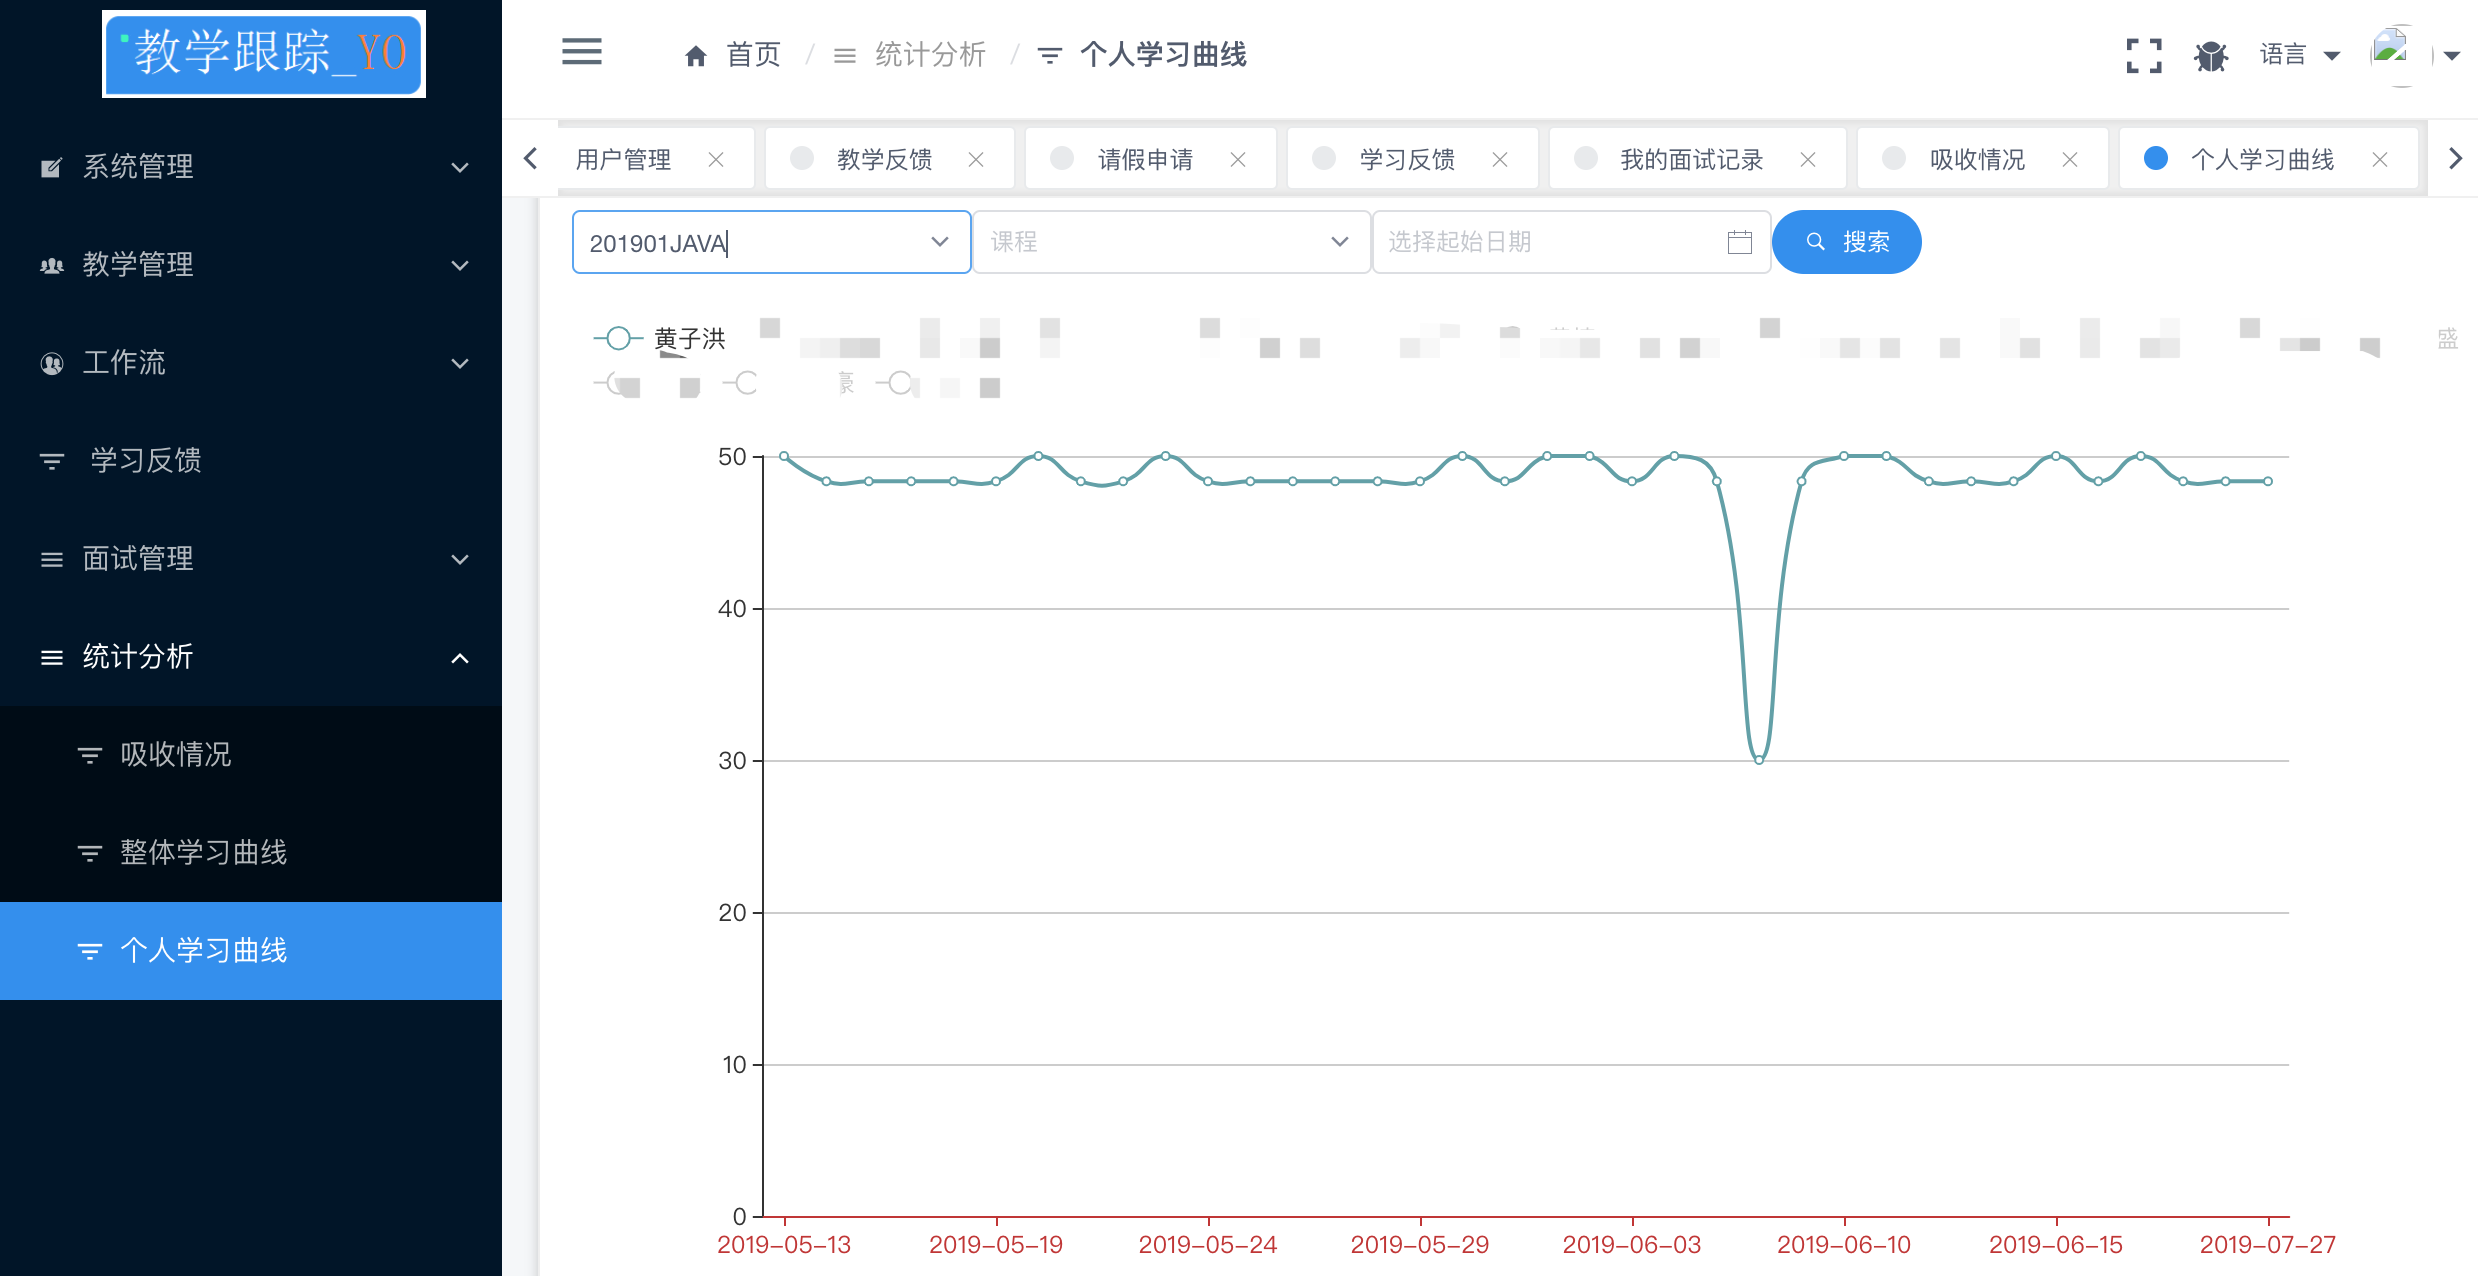 教学跟踪_YO
系统管理
教学管理
工作流
学习反馈
面试管理
统计分析
吸收情况
整体学习曲线
个人学习曲线
首页 / 统计分析 / 个人学习曲线
语言
用户管理 教学反馈 请假申请 学习反馈 我的面试记录 吸收情况 个人学习曲线
201901JAVA 课程 选择起始日期 搜索
黄子洪 盛
豪
50
40
30
20
10
0
2019-05-13 2019-05-19 2019-05-24 2019-05-29 2019-06-03 2019-06-10 2019-06-15 2019-07-27